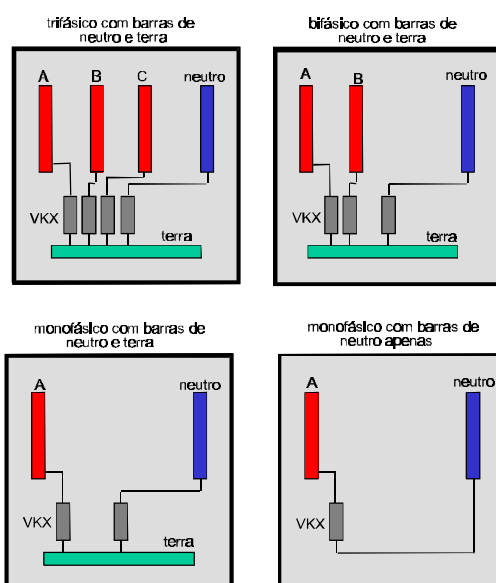 trifásico com barras de
neutro e terra
A
B
C
neutro
VKX
terra
bifásico com barras de
neutro e terra
A
B
neutro
VKX
terra
monofásico com barras de
neutro e terra
A
neutro
VKX
terra
monofásico com barras de
neutro apenas
A
neutro
VKX